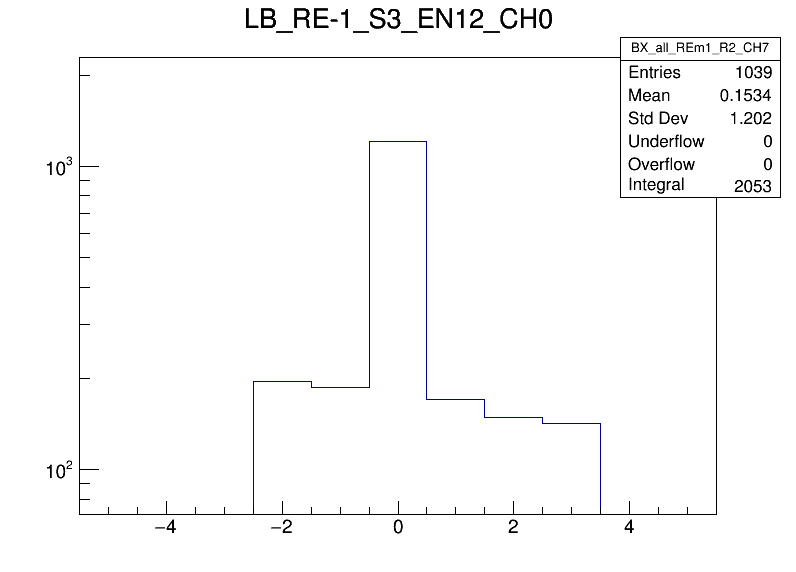 LB_RE-1_S3_EN12_CH0
BX_all_REm1_R2_CH7
Entries 1039
Mean 0.1534
Std Dev 1.202
Underflow 0
Overflow 0
Integral 2053
10³
10²
−4 −2 0 2 4